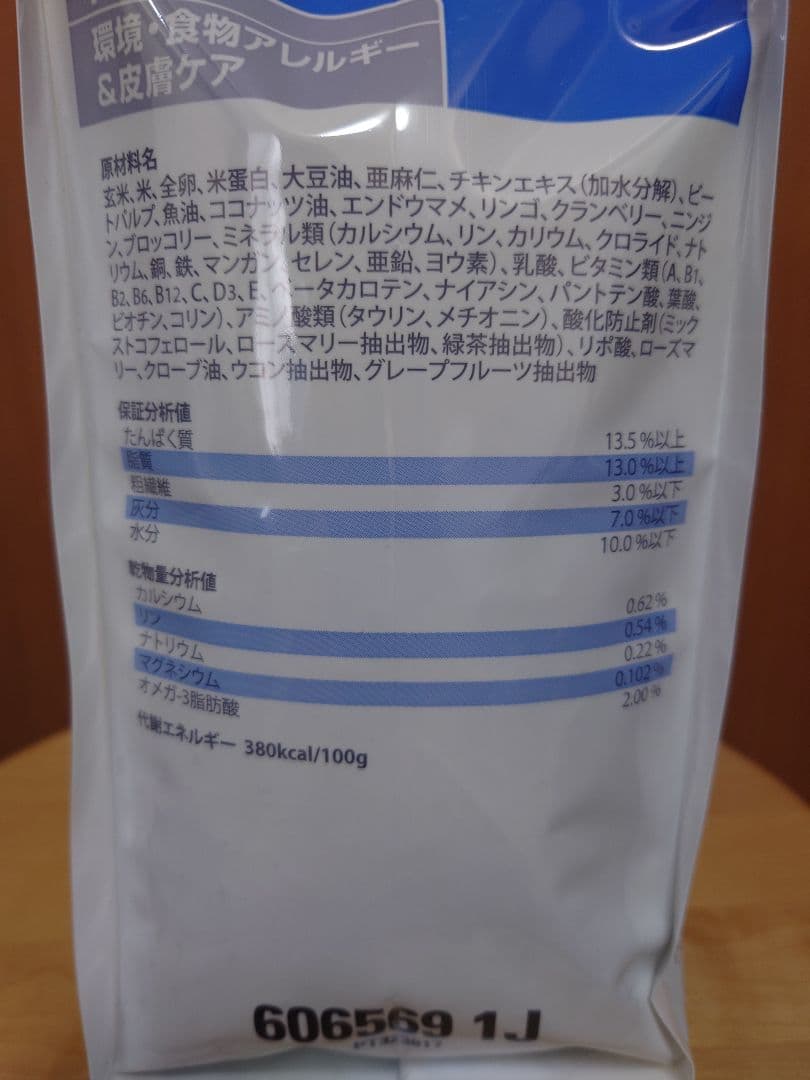 環境・食物アレルギー
&皮膚ケア
原材料名
玄米、米、全卵、米蛋白、大豆油、亜麻仁、チキンエキス（加水分解）、ビー
トパルプ、魚油、ココナッツ油、エンドウマメ、リンゴ、クランベリー、ニンジ
ン、ブロッコリー、ミネラル類（カルシウム、リン、カリウム、クロライド、ナト
リウム、銅、鉄、マンガン、セレン、亜鉛、ヨウ素）、乳酸、ビタミン類（A、B1、
B2、B6、B12、C、D3、E、ベータカロテン、ナイアシン、パントテン酸、葉酸、
ビオチン、コリン）、アミノ酸類（タウリン、メチオニン）、酸化防止剤（ミック
ストコフェロール、ローズマリー抽出物、緑茶抽出物）、リポ酸、ローズマ
リー、クローブ油、ウコン抽出物、グレープフルーツ抽出物
保証分析値
たんぱく質 13.5％以上
脂質 13.0％以上
粗繊維 3.0％以下
灰分 7.0％以下
水分 10.0％以下
乾物量分析値
カルシウム 0.62％
リン 0.54％
ナトリウム 0.22％
マグネシウム 0.102％
オメガ-3脂肪酸 2.00％
代謝エネルギー 380kcal/100g
606569 1J